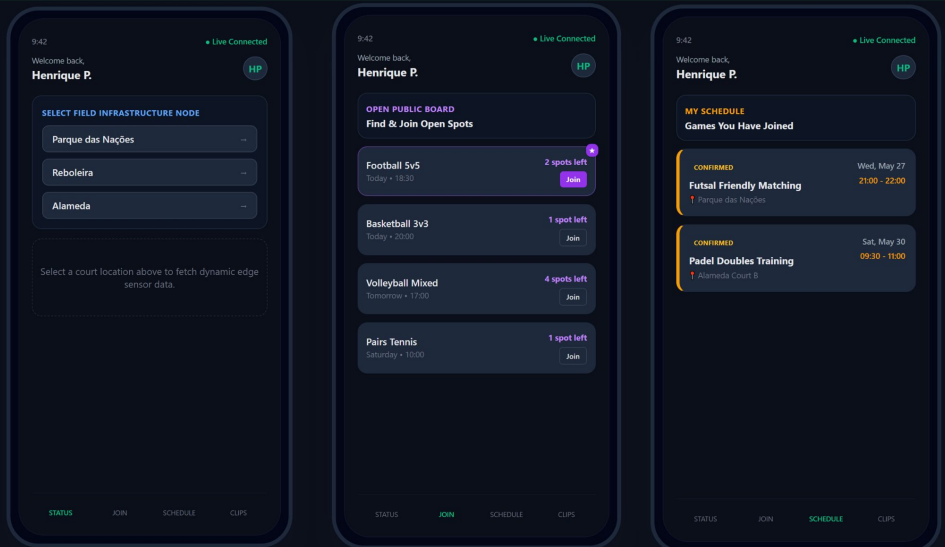 9:42
● Live Connected
Welcome back,
Henrique P.
HP
SELECT FIELD INFRASTRUCTURE NODE
Parque das Nações →
Reboleira →
Alameda →
Select a court location above to fetch dynamic edge
sensor data.
STATUS JOIN SCHEDULE CLIPS
9:42
● Live Connected
Welcome back,
Henrique P.
HP
OPEN PUBLIC BOARD
Find & Join Open Spots
Football 5v5
2 spots left
Today • 18:30
Join
Basketball 3v3
1 spot left
Today • 20:00
Join
Volleyball Mixed
4 spots left
Tomorrow • 17:00
Join
Pairs Tennis
1 spot left
Saturday • 10:00
Join
STATUS JOIN SCHEDULE CLIPS
9:42
● Live Connected
Welcome back,
Henrique P.
HP
MY SCHEDULE
Games You Have Joined
CONFIRMED
Wed, May 27
Futsal Friendly Matching
21:00 - 22:00
Parque das Nações
CONFIRMED
Sat, May 30
Padel Doubles Training
09:30 - 11:00
Alameda Court B
STATUS JOIN SCHEDULE CLIPS